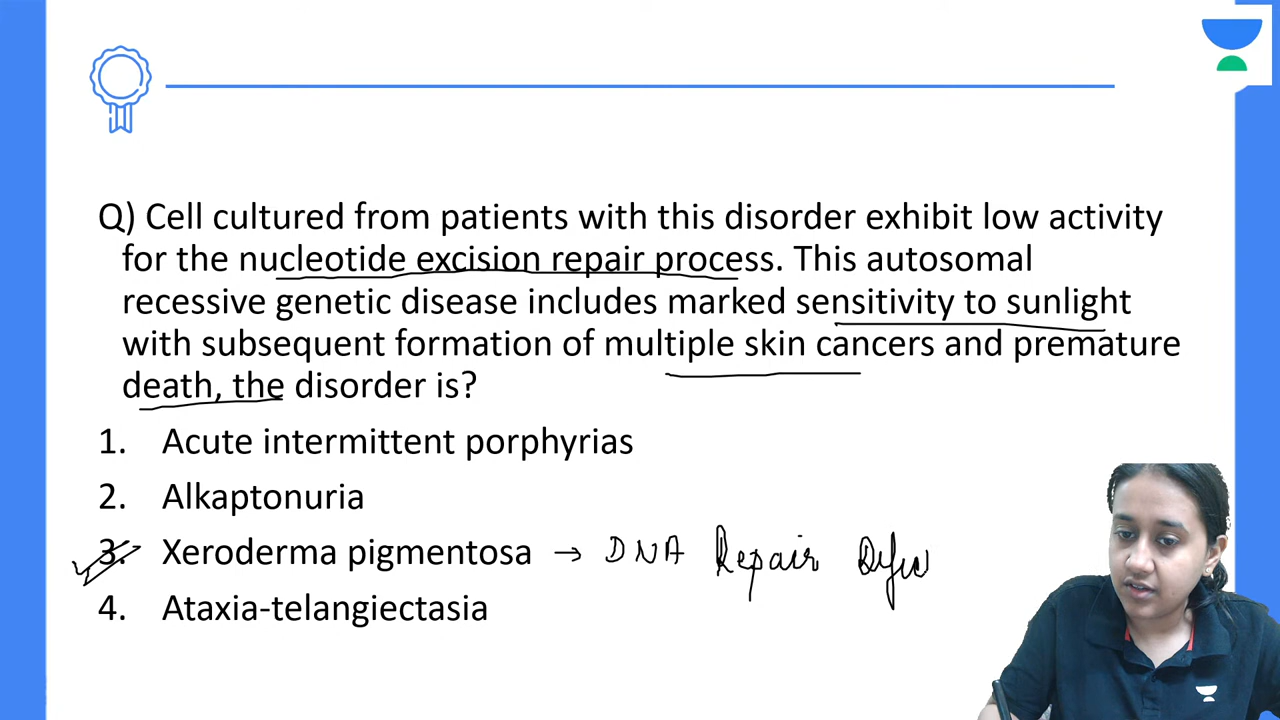 Q) Cell cultured from patients with this disorder exhibit low activity
for the nucleotide excision repair process. This autosomal
recessive genetic disease includes marked sensitivity to sunlight
with subsequent formation of multiple skin cancers and premature
death, the disorder is?
1. Acute intermittent porphyrias
2. Alkaptonuria
3. Xeroderma pigmentosa → DNA Repair
4. Ataxia-telangiectasia